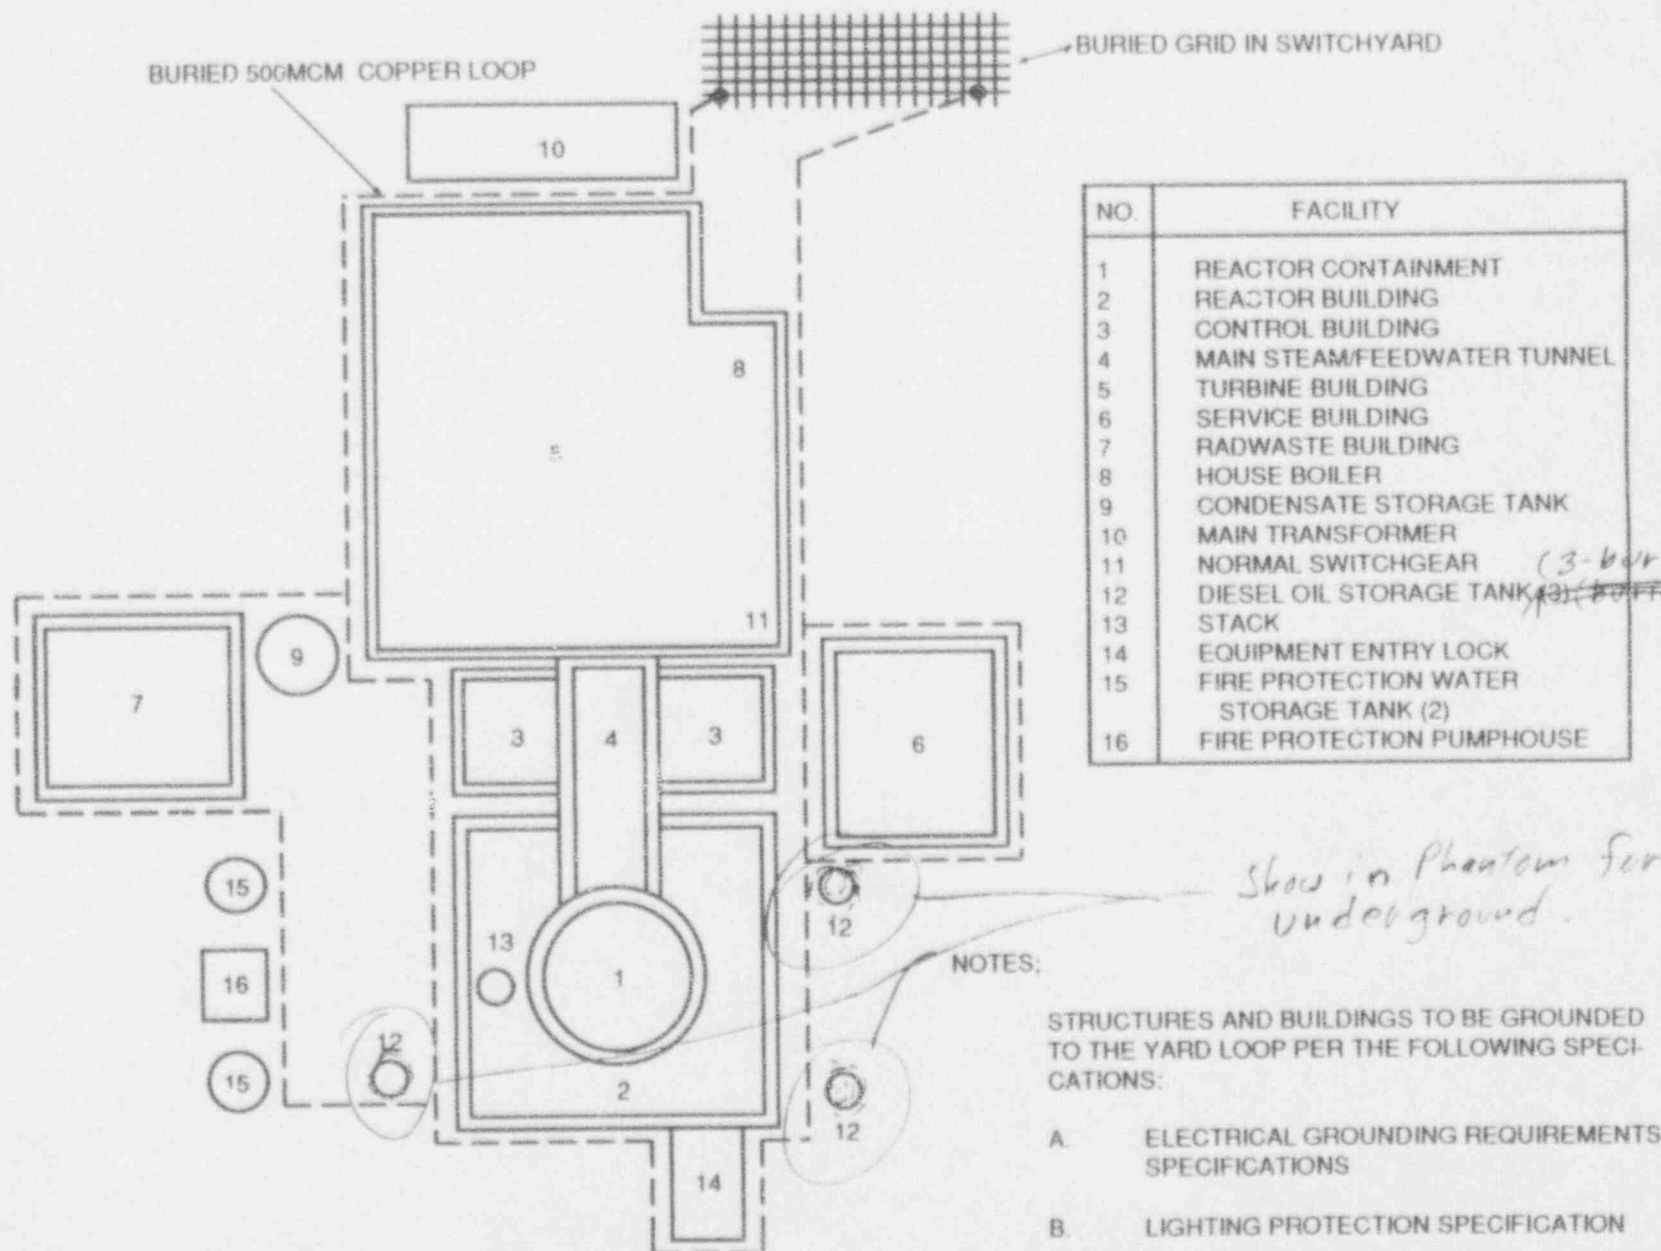 BURIED 500MCM COPPER LOOP
BURIED GRID IN SWITCHYARD
10
8
5
11
7
9
3
4
3
6
15
12
13
1
16
12
15
2
12
14
NO. FACILITY
1 REACTOR CONTAINMENT
2 REACTOR BUILDING
3 CONTROL BUILDING
4 MAIN STEAM/FEEDWATER TUNNEL
5 TURBINE BUILDING
6 SERVICE BUILDING
7 RADWASTE BUILDING
8 HOUSE BOILER
9 CONDENSATE STORAGE TANK
10 MAIN TRANSFORMER
11 NORMAL SWITCHGEAR (3-bur
12 DIESEL OIL STORAGE TANK
13 STACK
14 EQUIPMENT ENTRY LOCK
15 FIRE PROTECTION WATER
STORAGE TANK (2)
16 FIRE PROTECTION PUMPHOUSE
Show in Phantom for
underground.
NOTES;
STRUCTURES AND BUILDINGS TO BE GROUNDED
TO THE YARD LOOP PER THE FOLLOWING SPECI-
CATIONS:
A. ELECTRICAL GROUNDING REQUIREMENTS
SPECIFICATIONS
B. LIGHTING PROTECTION SPECIFICATION